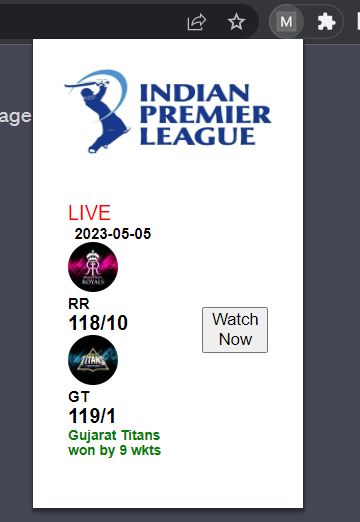 M
age
INDIAN
PREMIER
LEAGUE
LIVE
2023-05-05
RR
ROYALS
RR
118/10
Watch
Now
TITANS
GT
119/1
Gujarat Titans
won by 9 wkts